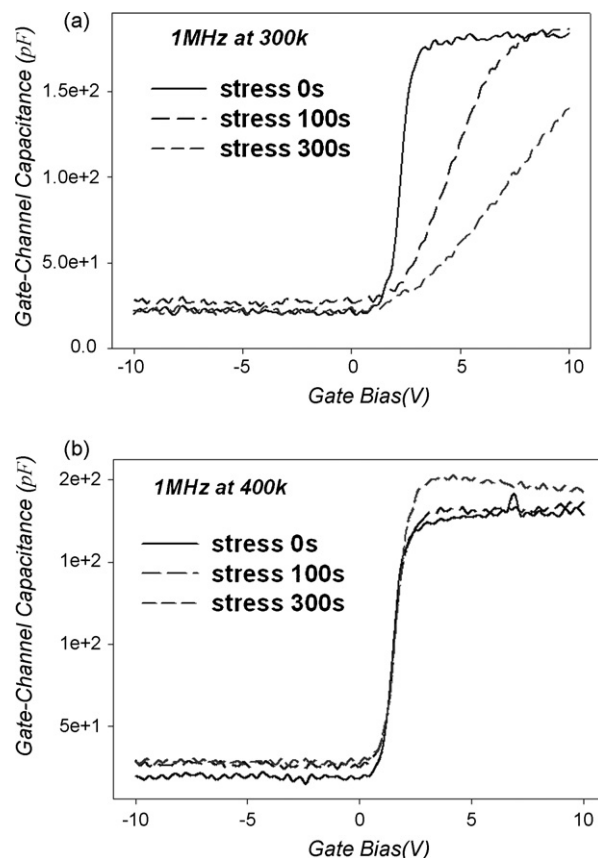 (a)
1MHz at 300k
stress 0s
stress 100s
stress 300s
Gate-Channel Capacitance (pF)
1.5e+2
1.0e+2
5.0e+1
0.0
-10
-5
0
5
10
Gate Bias(V)
(b)
1MHz at 400k
stress 0s
stress 100s
stress 300s
Gate-Channel Capacitance (pF)
2e+2
1e+2
1e+2
5e+1
-10
-5
0
5
10
Gate Bias(V)